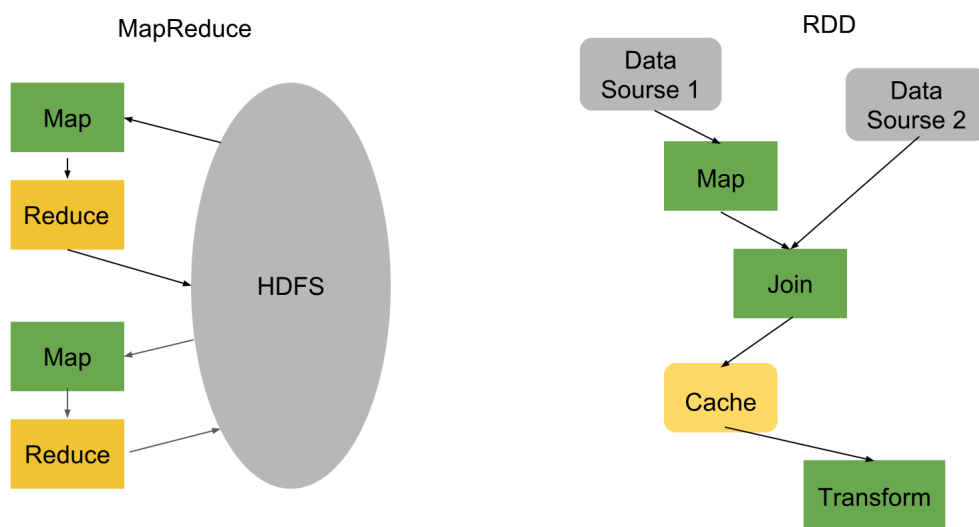 MapReduce
Map
Reduce
HDFS
Map
Reduce
RDD
Data
Sourse 1
Data
Sourse 2
Map
Join
Cache
Transform